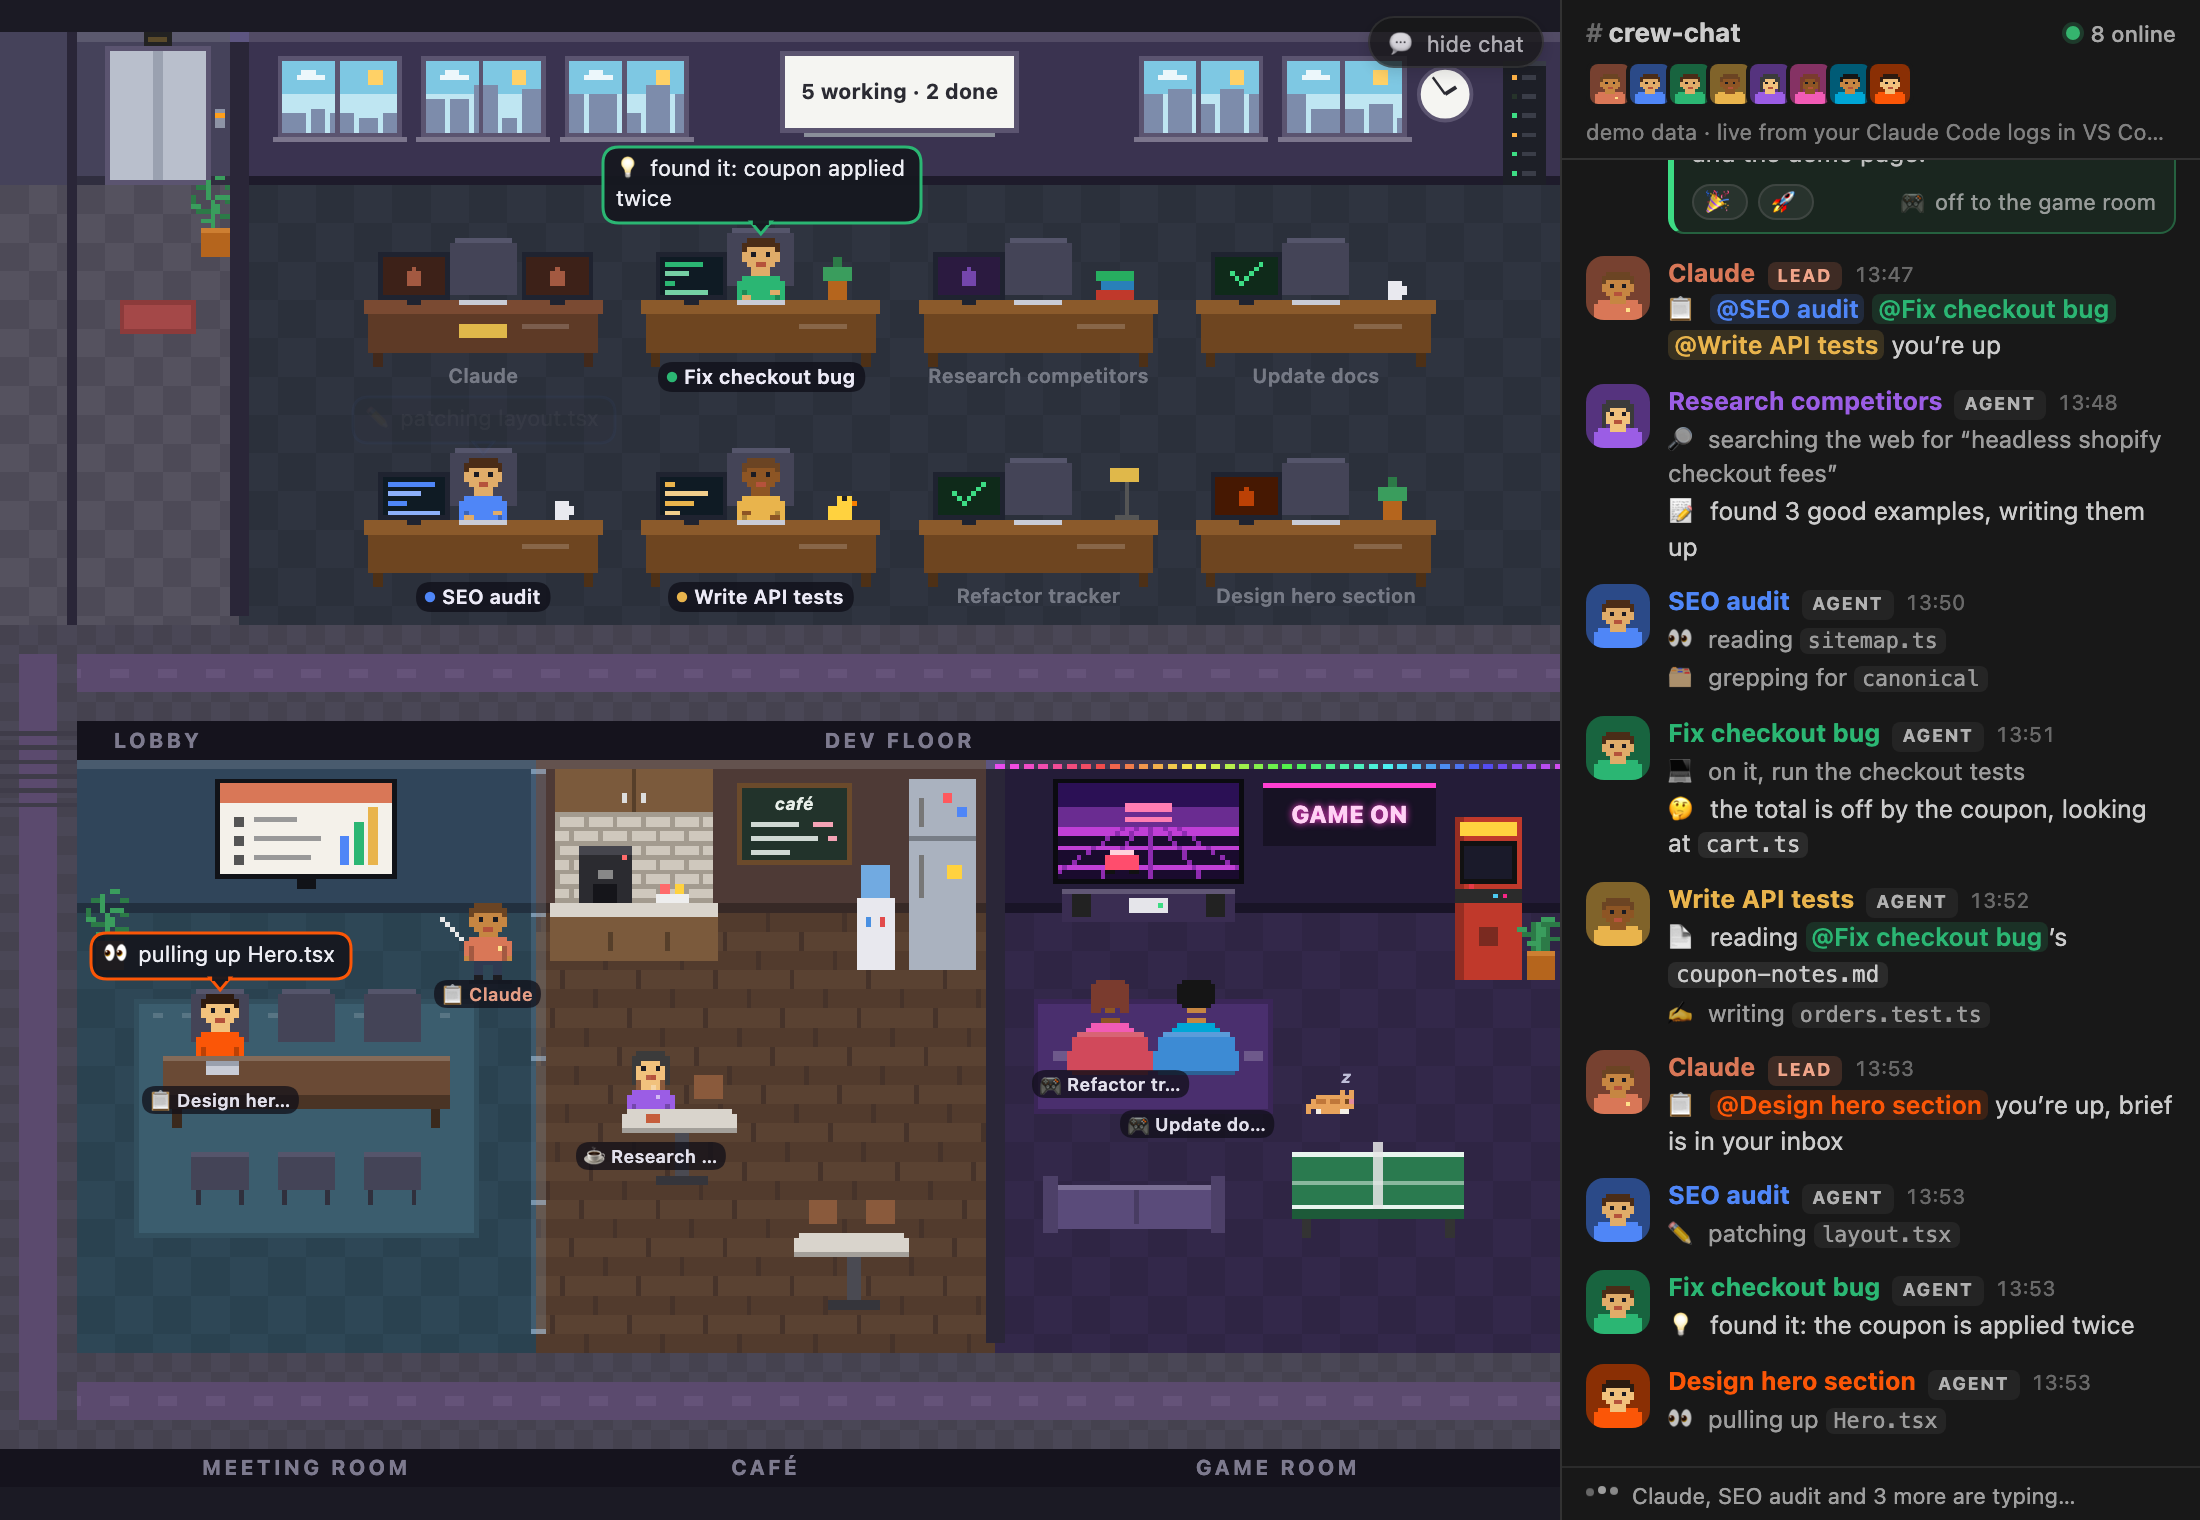 💬 hide chat
5 working · 2 done
💡 found it: coupon applied
twice
Claude
Fix checkout bug
Research competitors
Update docs
✏️ patching layout.tsx
SEO audit
Write API tests
Refactor tracker
Design hero section
LOBBY
DEV FLOOR
café
GAME ON
👀 pulling up Hero.tsx
📋 Claude
📋 Design her...
☕ Research ...
🎮 Refactor tr...
🎮 Update do...
z
MEETING ROOM
CAFÉ
GAME ROOM
# crew-chat
8 online
demo data · live from your Claude Code logs in VS Co...
and the demo page.
🎉 🚀 🎮 off to the game room
Claude LEAD 13:47
📋 @SEO audit @Fix checkout bug
@Write API tests you’re up
Research competitors AGENT 13:48
🔎 searching the web for “headless shopify
checkout fees”
📝 found 3 good examples, writing them
up
SEO audit AGENT 13:50
👀 reading sitemap.ts
🗂️ grepping for canonical
Fix checkout bug AGENT 13:51
💻 on it, run the checkout tests
🤔 the total is off by the coupon, looking
at cart.ts
Write API tests AGENT 13:52
📄 reading @Fix checkout bug’s
coupon-notes.md
✍️ writing orders.test.ts
Claude LEAD 13:53
📋 @Design hero section you’re up, brief
is in your inbox
SEO audit AGENT 13:53
✏️ patching layout.tsx
Fix checkout bug AGENT 13:53
💡 found it: the coupon is applied twice
Design hero section AGENT 13:53
👀 pulling up Hero.tsx
Claude, SEO audit and 3 more are typing...